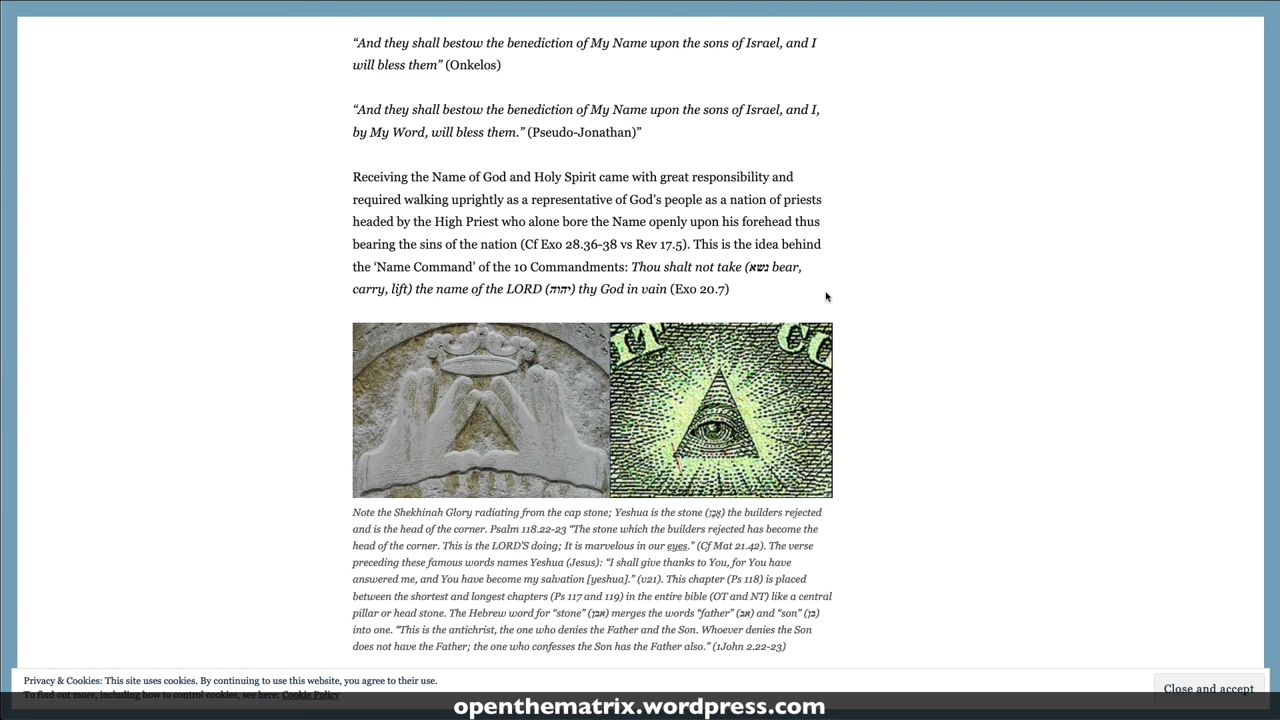 “And they shall bestow the benediction of My Name upon the sons of Israel, and I
will bless them” (Onkelos)
“And they shall bestow the benediction of My Name upon the sons of Israel, and I,
by My Word, will bless them.” (Pseudo-Jonathan)”
Receiving the Name of God and Holy Spirit came with great responsibility and
required walking uprightly as a representative of God’s people as a nation of priests
headed by the High Priest who alone bore the Name openly upon his forehead thus
bearing the sins of the nation (Cf Exo 28.36-38 vs Rev 17.5). This is the idea behind
the ‘Name Command’ of the 10 Commandments: Thou shalt not take (נשא bear,
carry, lift) the name of the LORD (יהוה) thy God in vain (Exo 20.7)
IT CO
Note the Shekhinah Glory radiating from the cap stone; Yeshua is the stone (אֶבֶן) the builders rejected
and is the head of the corner. Psalm 118.22-23 “The stone which the builders rejected has become the
head of the corner. This is the LORD’S doing; It is marvelous in our eyes.” (Cf Mat 21.42). The verse
preceding these famous words names Yeshua (Jesus): “I shall give thanks to You, for You have
answered me, and You have become my salvation [yeshua].” (v21). This chapter (Ps 118) is placed
between the shortest and longest chapters (Ps 117 and 119) in the entire bible (OT and NT) like a central
pillar or head stone. The Hebrew word for “stone” (אבן) merges the words “father” (אב) and “son” (בן)
into one. “This is the antichrist, the one who denies the Father and the Son. Whoever denies the Son
does not have the Father; the one who confesses the Son has the Father also.” (1John 2.22-23)
Privacy & Cookies: This site uses cookies. By continuing to use this website, you agree to their use.
To find out more, including how to control cookies, see here: Cookie Policy
Close and accept
openthematrix.wordpress.com